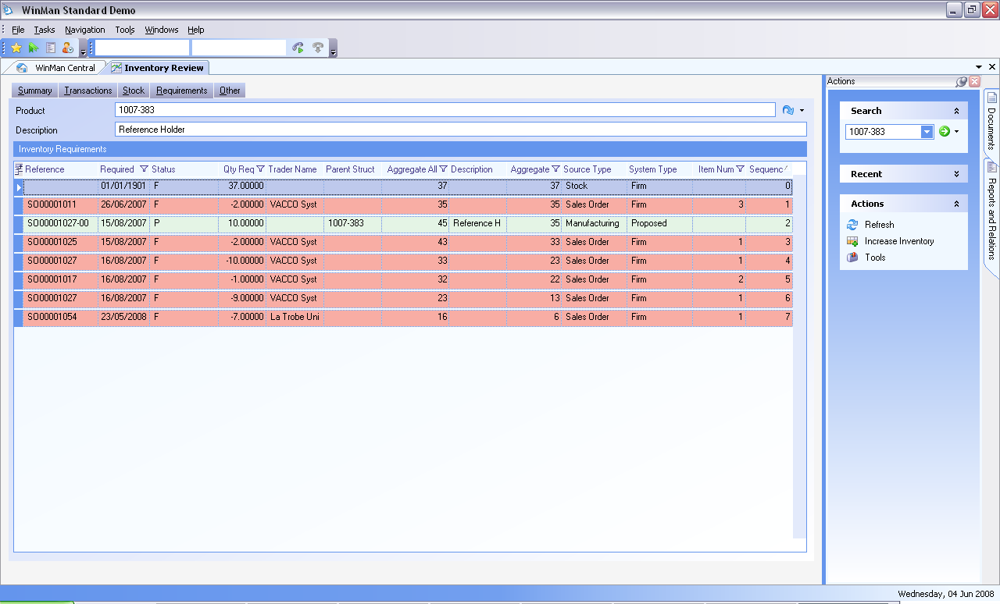 WinMan Standard Demo
File Tasks Navigation Tools Windows Help
WinMan Central Inventory Review
Summary Transactions Stock Requirements Other
Product 1007-383
Description Reference Holder
Inventory Requirements
Reference Required Status Qty Req Trader Name Parent Struct Aggregate All Description Aggregate Source Type System Type Item Num Sequenc
01/01/1901 F 37.00000 37 37 Stock Firm 0
SO00001011 26/06/2007 F -2.00000 VACCO Syst 35 35 Sales Order Firm 3 1
SO00001027-00 15/08/2007 P 10.00000 1007-383 45 Reference H 35 Manufacturing Proposed 2
SO00001025 15/08/2007 F -2.00000 VACCO Syst 43 33 Sales Order Firm 1 3
SO00001027 16/08/2007 F -10.00000 VACCO Syst 33 23 Sales Order Firm 1 4
SO00001017 16/08/2007 F -1.00000 VACCO Syst 32 22 Sales Order Firm 2 5
SO00001027 16/08/2007 F -9.00000 VACCO Syst 23 13 Sales Order Firm 1 6
SO00001054 23/05/2008 F -7.00000 La Trobe Uni 16 6 Sales Order Firm 1 7
Actions
Search
1007-383
Recent
Actions
Refresh
Increase Inventory
Tools
Documents
Reports and Relations
Wednesday, 04 Jun 2008